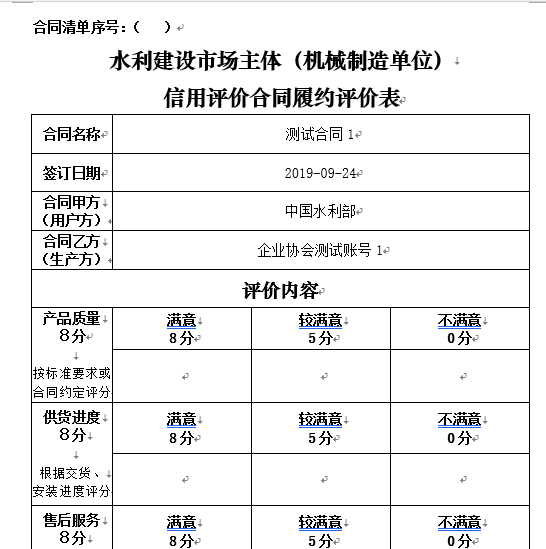 合同清单序号：（　　）
水利建设市场主体（机械制造单位）
信用评价合同履约评价表
合同名称 测试合同 1
签订日期 2019-09-24
合同甲方
（用户方）
中国水利部
合同乙方
（生产方）
企业协会测试账号 1
评价内容
产品质量
8 分
按标准要求或
合同约定评分
满意
8 分
较满意
5 分
不满意
0 分
供货进度
8 分
根据交货、
安装进度评分
满意
8 分
较满意
5 分
不满意
0 分
售后服务
8 分
满意
8 分
较满意
5 分
不满意
0 分